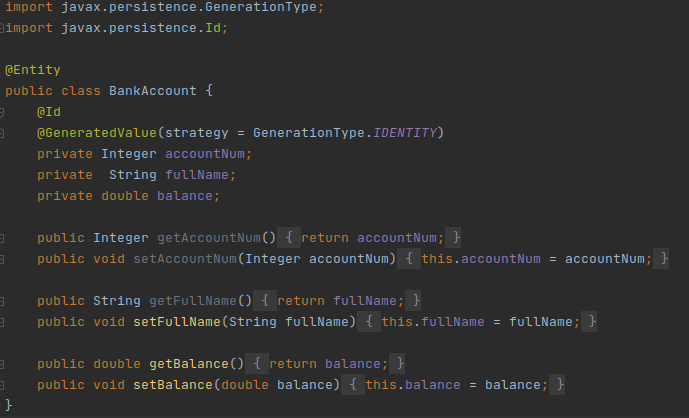 import javax.persistence.GenerationType;
import javax.persistence.Id;
@Entity
public class BankAccount {
@Id
@GeneratedValue(strategy = GenerationType.IDENTITY)
private Integer accountNum;
private  String fullName;
private double balance;
public Integer getAccountNum() { return accountNum; }
public void setAccountNum(Integer accountNum) { this.accountNum = accountNum; }
public String getFullName() { return fullName; }
public void setFullName(String fullName) { this.fullName = fullName; }
public double getBalance() { return balance; }
public void setBalance(double balance) { this.balance = balance; }
}